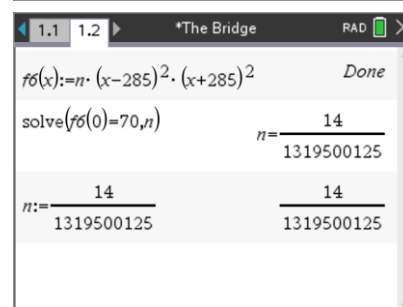 1.1 1.2 *The Bridge RAD
f6(x):=n·(x−285)²·(x+285)² Done
solve(f6(0)=70,n) n=14/1319500125
n:=14/1319500125 14/1319500125